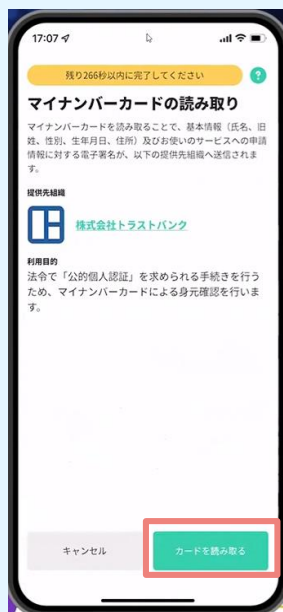 17:07
残り266秒以内に完了してください
?
マイナンバーカードの読み取り
マイナンバーカードを読み取ることで、基本情報（氏名、旧
姓、性別、生年月日、住所）及びお使いのサービスへの申請
情報に対する電子署名が、以下の提供先組織へ送信されま
す。
提供先組織
株式会社トラストバンク
利用目的
法令で「公的個人認証」を求められる手続きを行う
ため、マイナンバーカードによる身元確認を行いま
す。
キャンセル
カードを読み取る